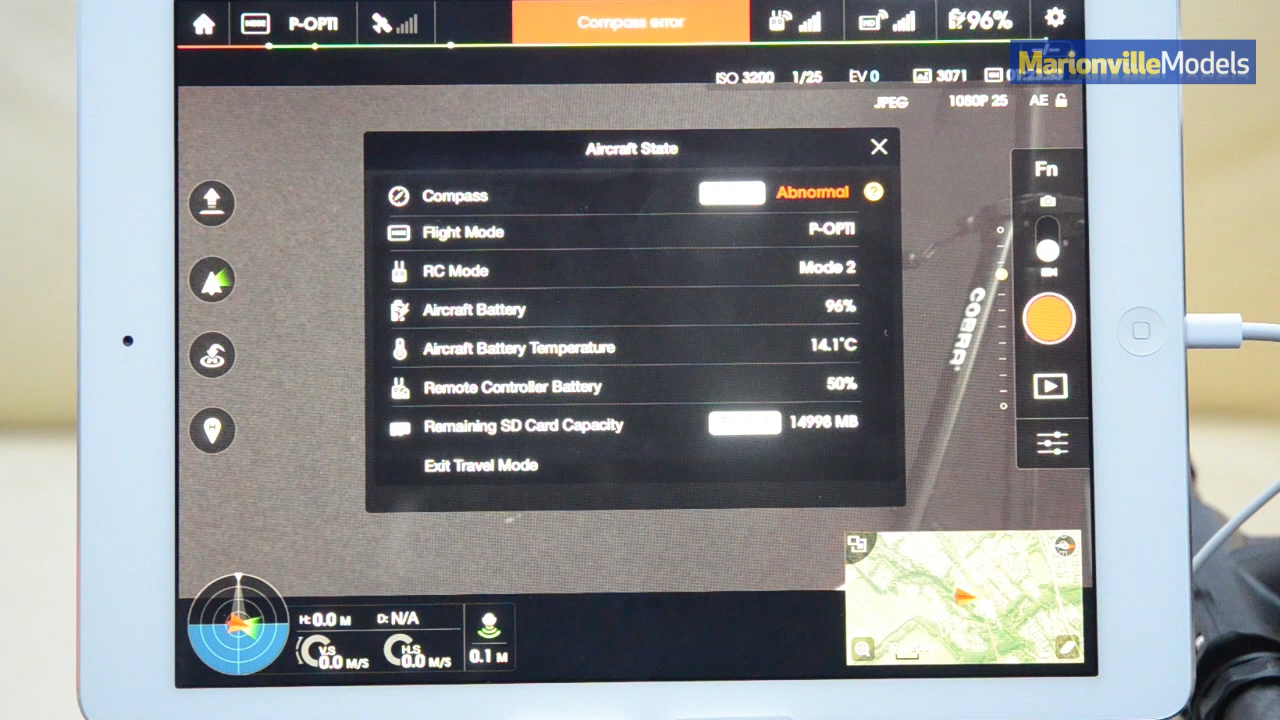 P-OPTI
Compass error
HD
96%
MarionvilleModels
ISO 3200 1/25 EV 0 3071
JPEG 1080P 25 AE
Aircraft State
Compass Abnormal ?
Flight Mode P-OPTI
RC Mode Mode 2
Aircraft Battery 96%
Aircraft Battery Temperature 14.1°C
Remote Controller Battery 50%
Remaining SD Card Capacity 14998 MB
Exit Travel Mode
Fn
COBRA
H: 0.0 M D: N/A
V.S 0.0 M/S H.S 0.0 M/S
0.1 M